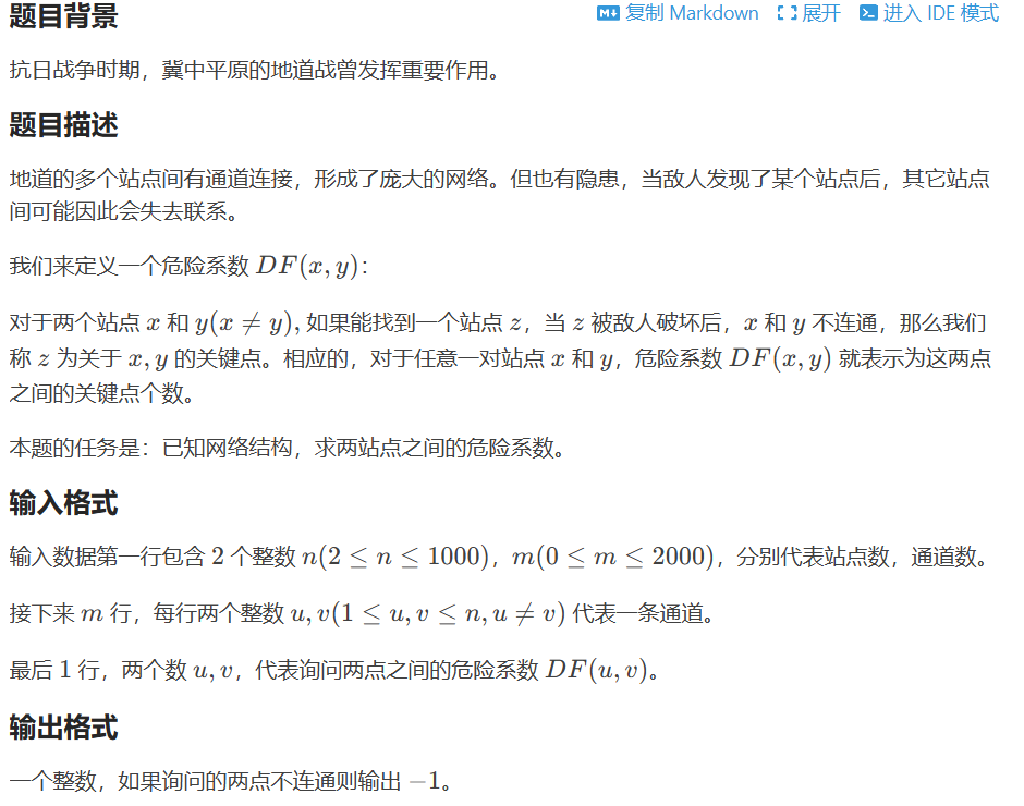 题目背景
复制 Markdown 展开 进入 IDE 模式
抗日战争时期，冀中平原的地道战曾发挥重要作用。
题目描述
地道的多个站点间有通道连接，形成了庞大的网络。但也有隐患，当敌人发现了某个站点后，其它站点
间可能因此会失去联系。
我们来定义一个危险系数 DF(x, y)：
对于两个站点 x 和 y(x ≠ y), 如果能找到一个站点 z，当 z 被敌人破坏后，x 和 y 不连通，那么我们
称 z 为关于 x, y 的关键点。相应的，对于任意一对站点 x 和 y，危险系数 DF(x, y) 就表示为这两点
之间的关键点个数。
本题的任务是：已知网络结构，求两站点之间的危险系数。
输入格式
输入数据第一行包含 2 个整数 n(2 ≤ n ≤ 1000)，m(0 ≤ m ≤ 2000)，分别代表站点数，通道数。
接下来 m 行，每行两个整数 u, v(1 ≤ u, v ≤ n, u ≠ v) 代表一条通道。
最后 1 行，两个数 u, v，代表询问两点之间的危险系数 DF(u, v)。
输出格式
一个整数，如果询问的两点不连通则输出 −1。